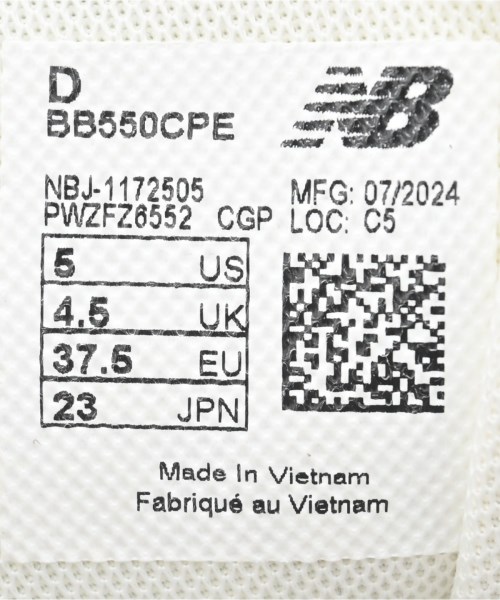 D
BB550CPE
NB
NBJ-1172505 MFG: 07/2024
PWZFZ6552 CGP LOC: C5
5 US
4.5 UK
37.5 EU
23 JPN
Made In Vietnam
Fabriqué au Vietnam